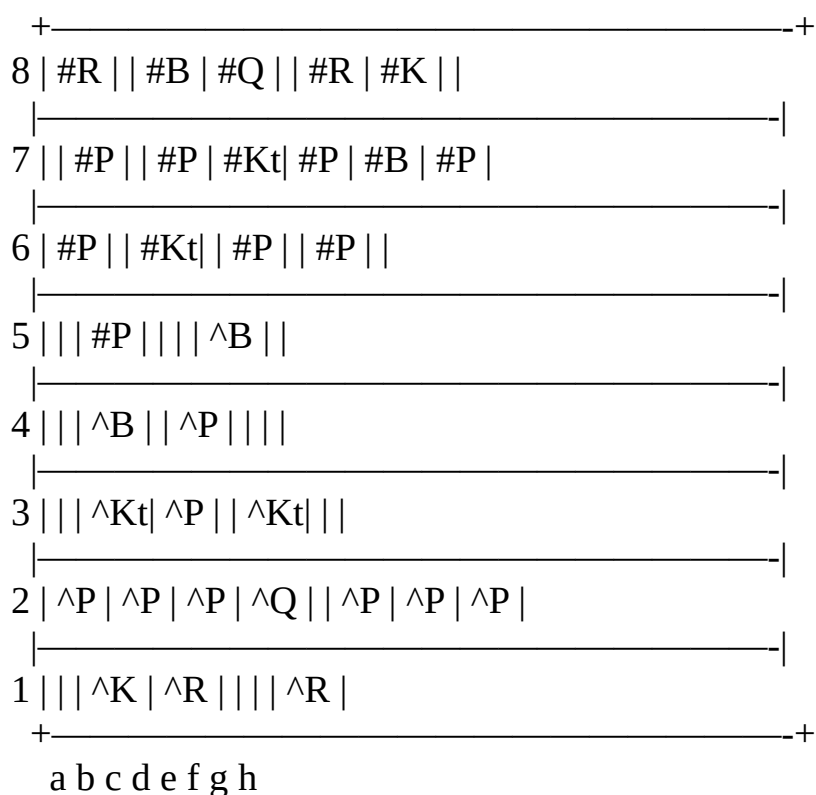 +———————————————————-+
8 | #R | | #B | #Q | | #R | #K | |
|———————————————————-|
7 | | #P | | #P | #Kt| #P | #B | #P |
|———————————————————-|
6 | #P | | #Kt| | #P | | #P | |
|———————————————————-|
5 | | | #P | | | | ^B | |
|———————————————————-|
4 | | | ^B | | ^P | | | |
|———————————————————-|
3 | | | ^Kt| ^P | | ^Kt| | |
|———————————————————-|
2 | ^P | ^P | ^P | ^Q | | ^P | ^P | ^P |
|———————————————————-|
1 | | | ^K | ^R | | | | ^R |
+———————————————————-+
a b c d e f g h